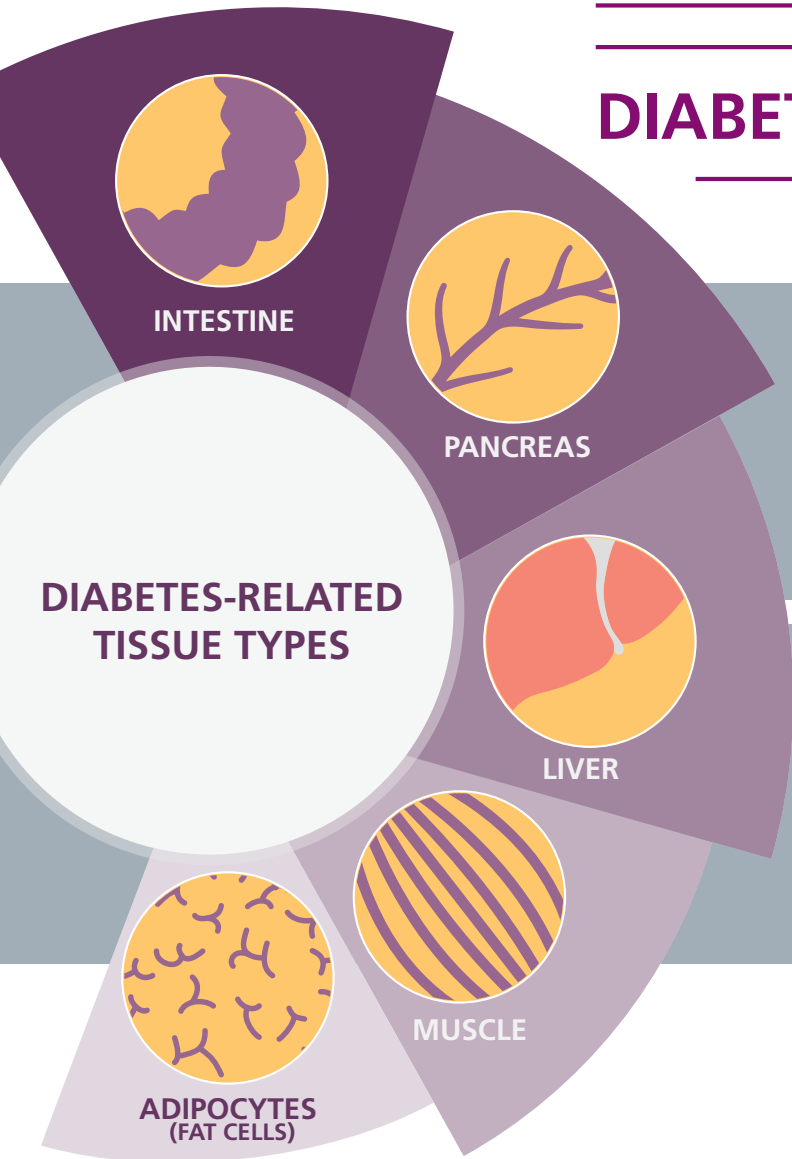 DIABET
INTESTINE
PANCREAS
DIABETES-RELATED
TISSUE TYPES
LIVER
MUSCLE
ADIPOCYTES
(FAT CELLS)